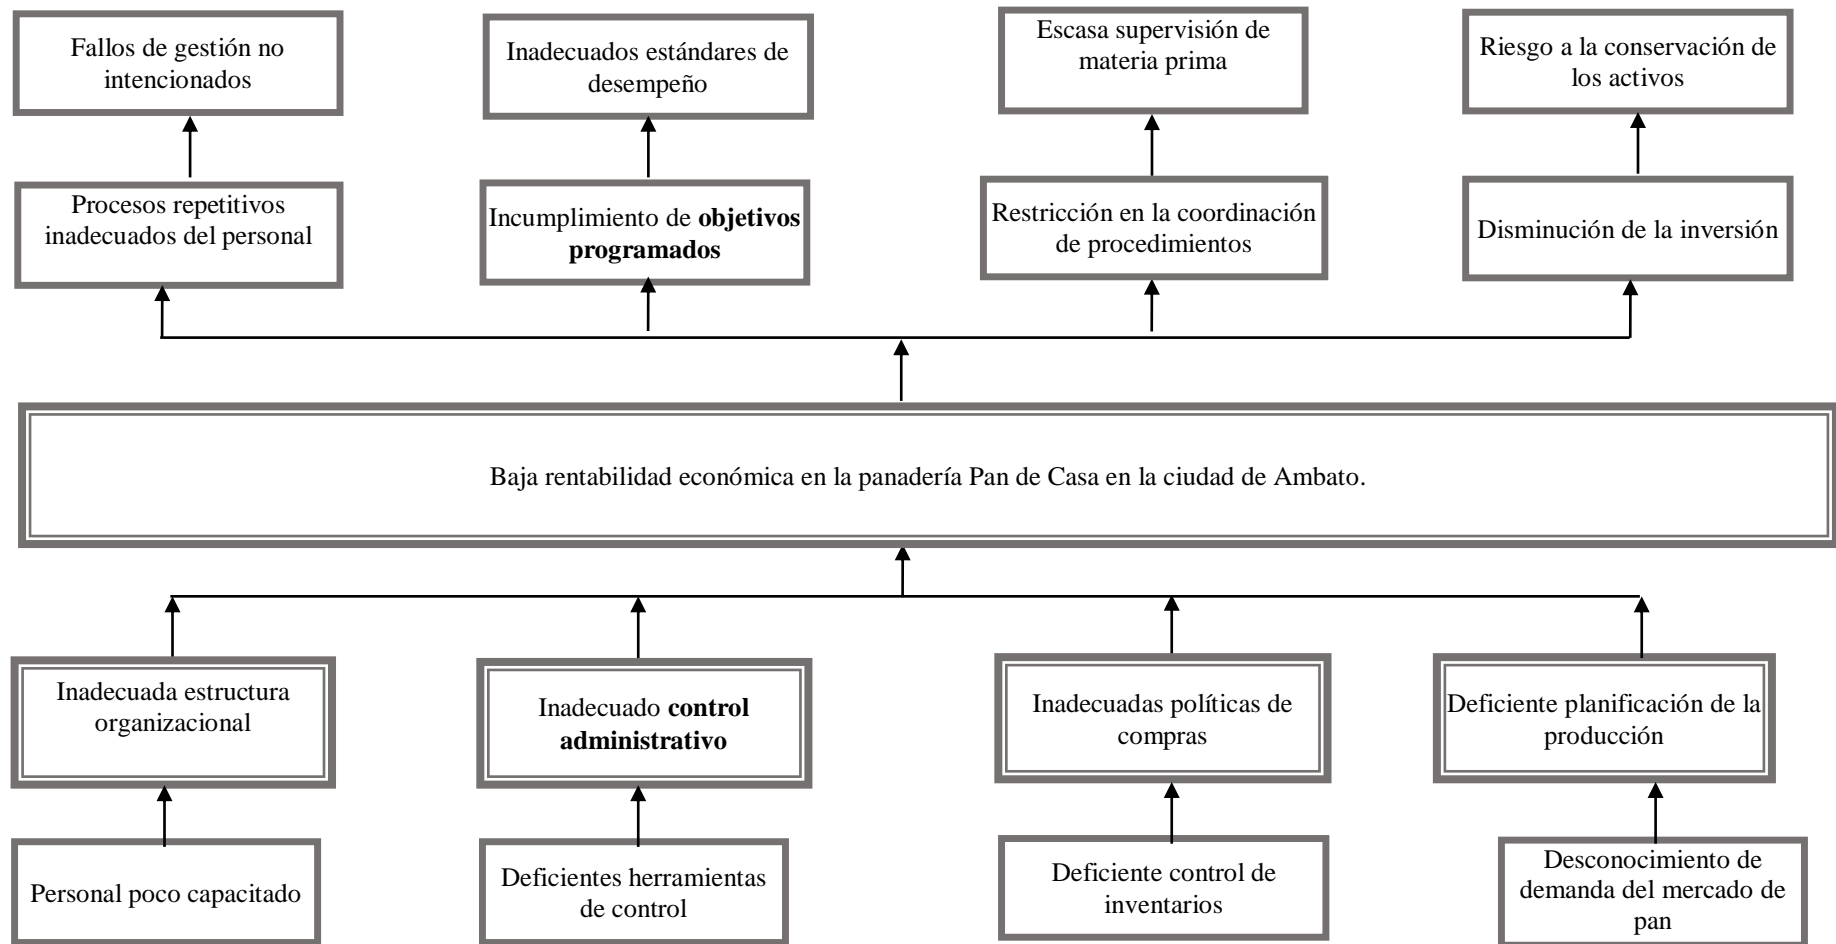 Fallos de gestión no
intencionados
Inadecuados estándares de
desempeño
Escasa supervisión de
materia prima
Riesgo a la conservación de
los activos
Procesos repetitivos
inadecuados del personal
Incumplimiento de objetivos
programados
Restricción en la coordinación
de procedimientos
Disminución de la inversión
Baja rentabilidad económica en la panadería Pan de Casa en la ciudad de Ambato.
Inadecuada estructura
organizacional
Inadecuado control
administrativo
Inadecuadas políticas de
compras
Deficiente planificación de la
producción
Personal poco capacitado
Deficientes herramientas
de control
Deficiente control de
inventarios
Desconocimiento de
demanda del mercado de
pan